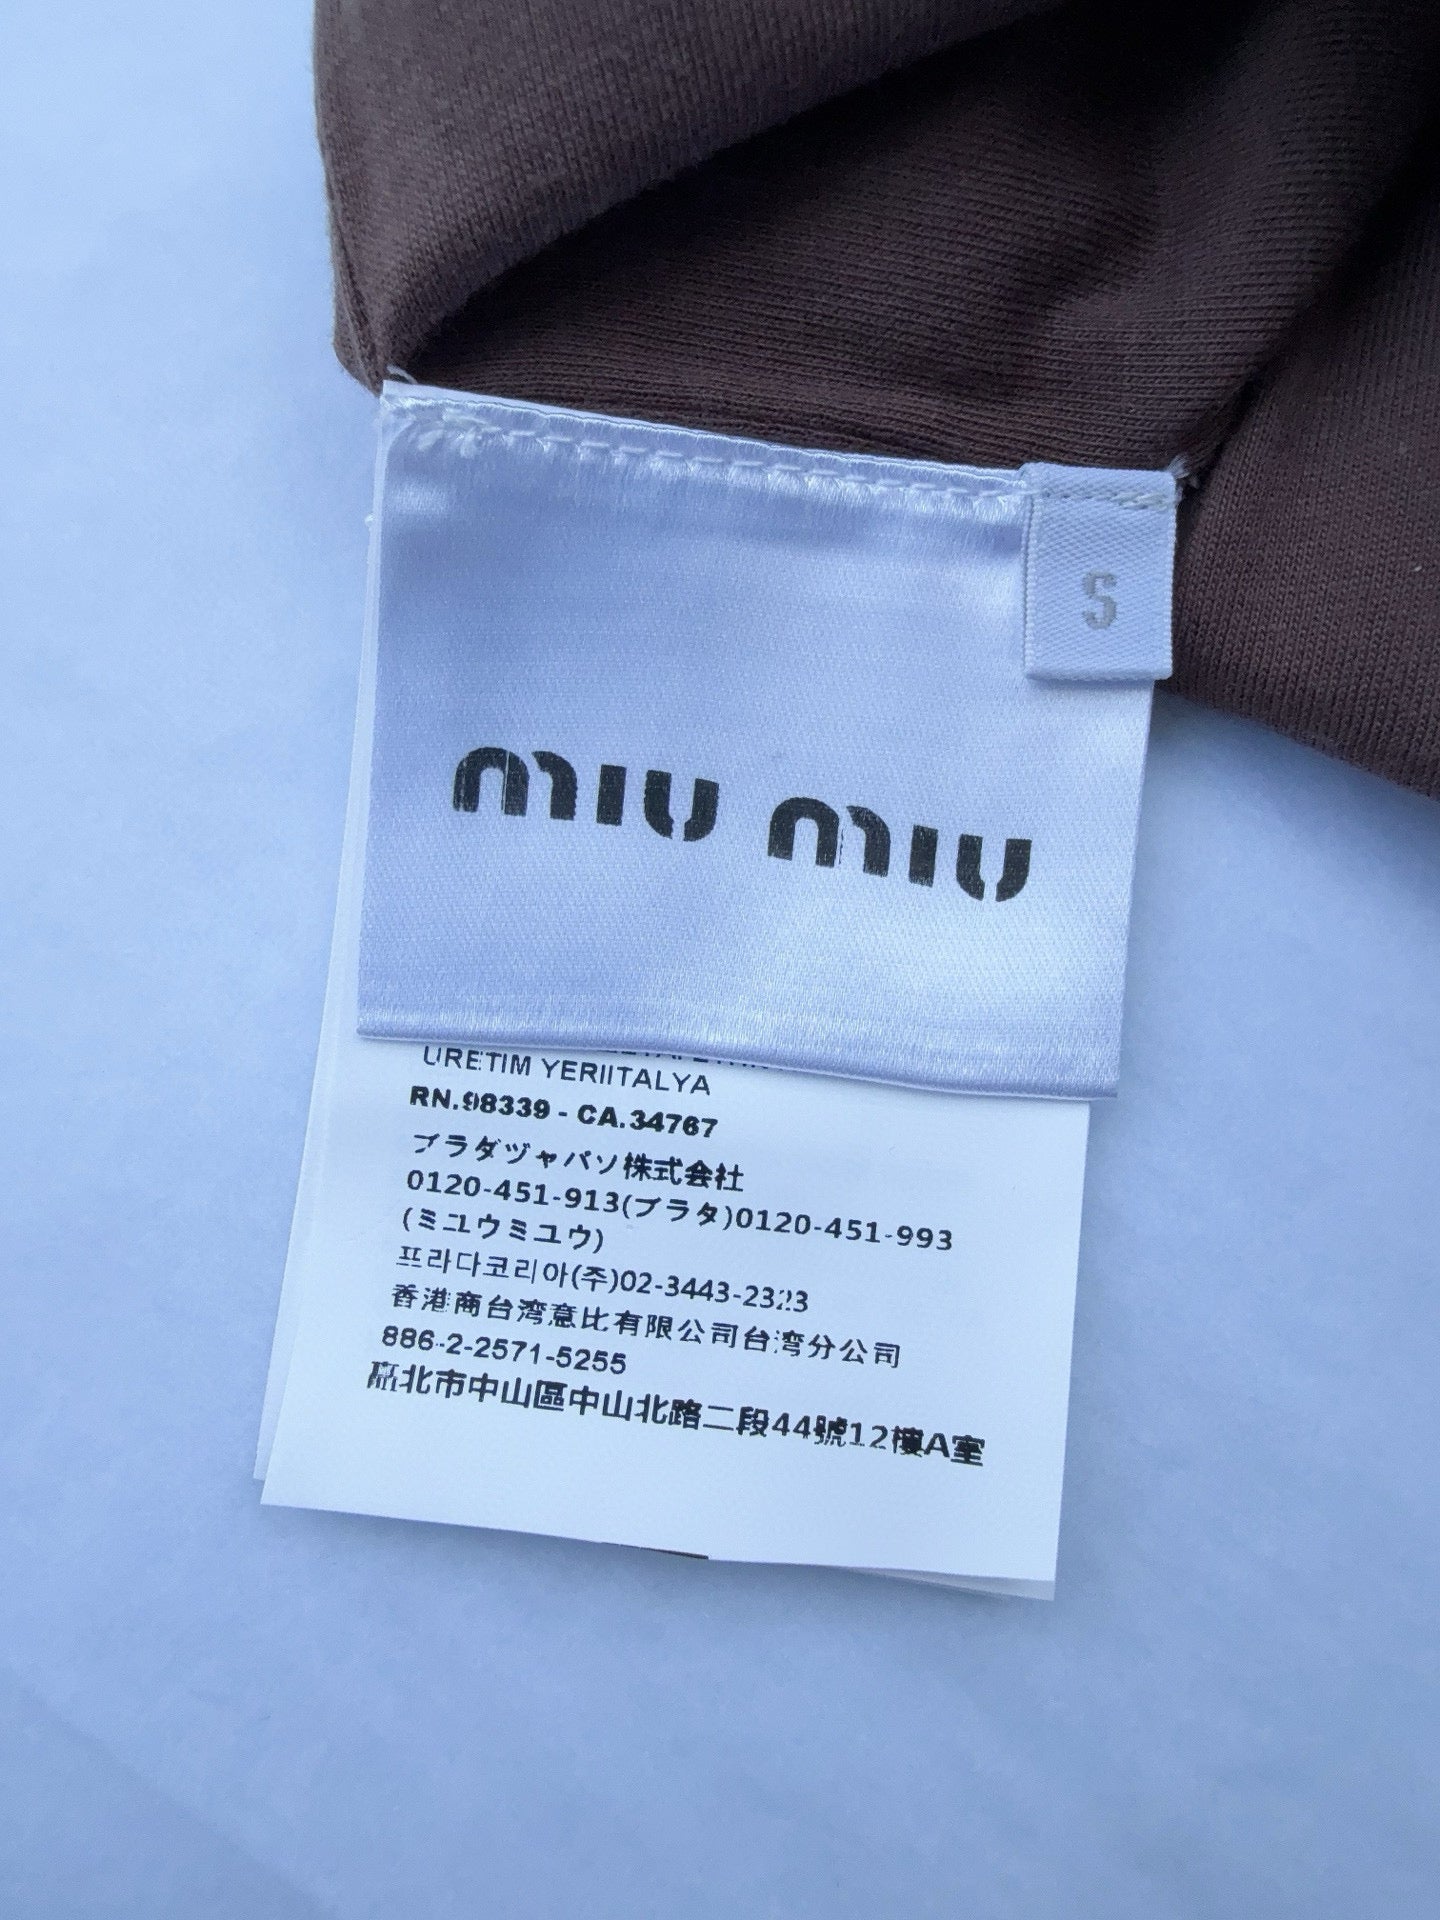 S
miu miu
URETIM YERIITALYA
RN.98339 - CA.34767
プラダヅャパソ株式会社
0120-451-913(プラタ)0120-451-993
(ミユウミユウ)
프라다코리아(주)02-3443-2323
香港商台湾意比有限公司台湾分公司
886-2-2571-5255
北市中山區中山北路二段44號12樓A室